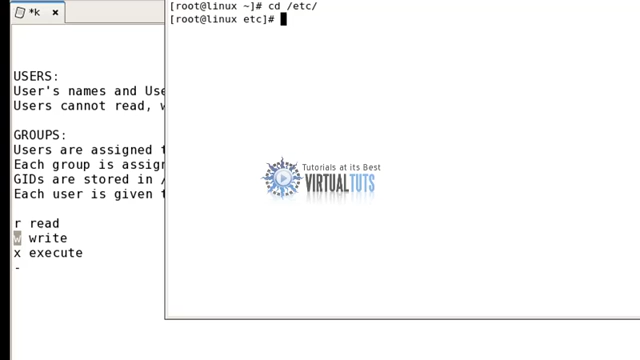 *k
USERS:
User's names and Use
Users cannot read, w
GROUPS:
Users are assigned t
Each group is assig
GIDs are stored in /
Each user is given t
r read
w write
x execute
-
[root@linux ~]# cd /etc/
[root@linux etc]#
Tutorials at its Best
VIRTUALTUTS